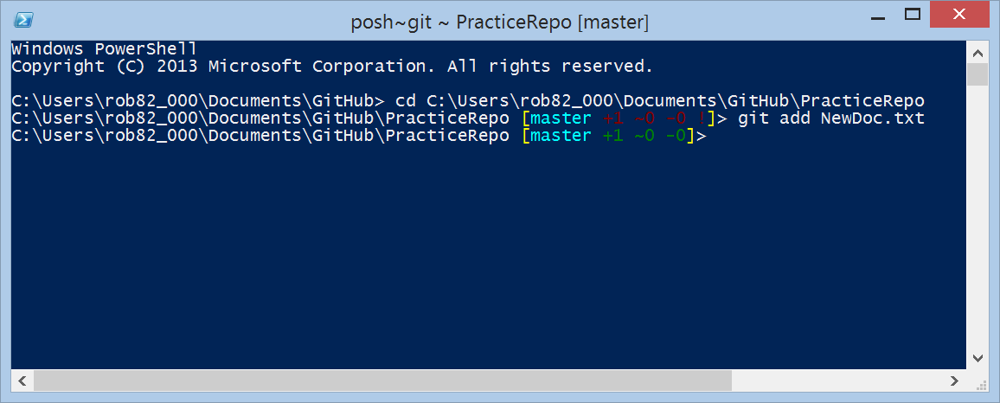 posh~git ~ PracticeRepo [master]
Windows PowerShell
Copyright (C) 2013 Microsoft Corporation. All rights reserved.
C:\Users\rob82_000\Documents\GitHub> cd C:\Users\rob82_000\Documents\GitHub\PracticeRepo
C:\Users\rob82_000\Documents\GitHub\PracticeRepo [master +1 ~0 -0 !]> git add NewDoc.txt
C:\Users\rob82_000\Documents\GitHub\PracticeRepo [master +1 ~0 -0]>